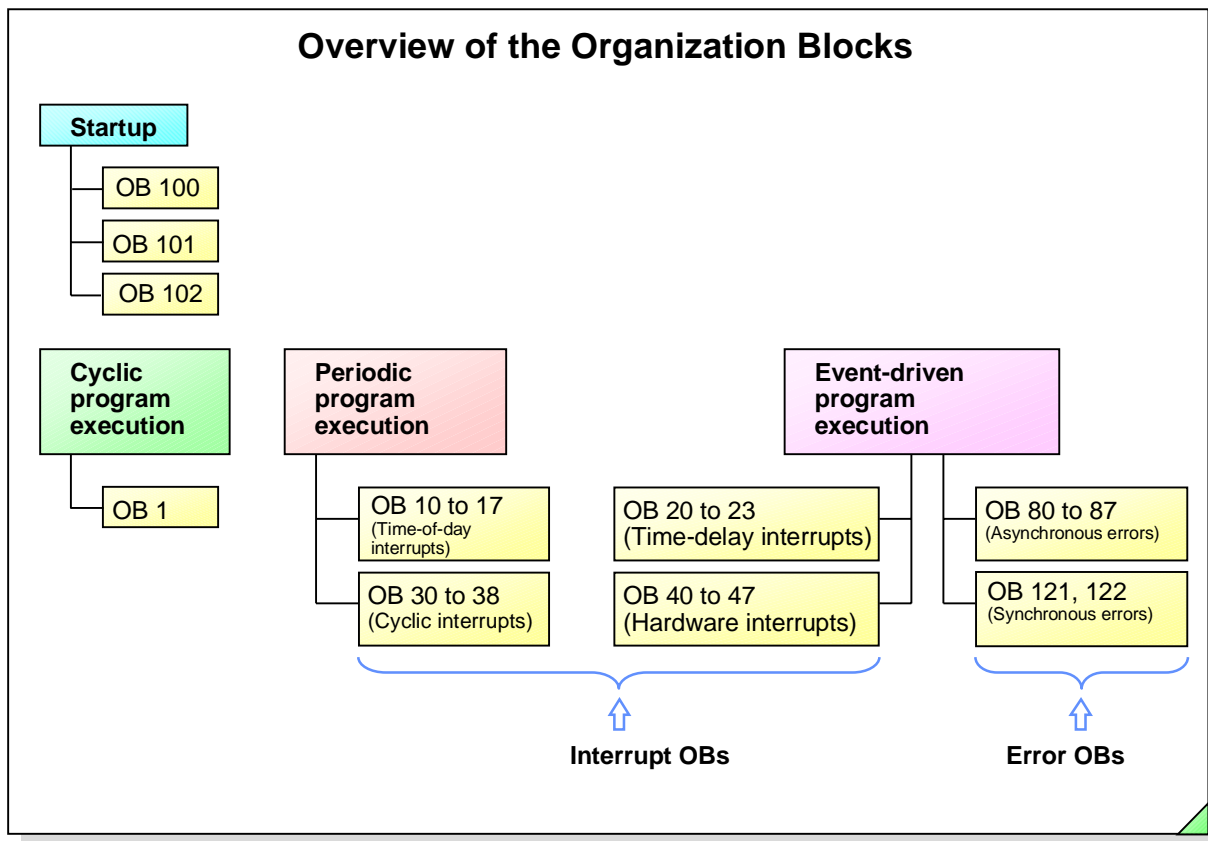 Overview of the Organization Blocks
Startup
OB 100
OB 101
OB 102
Cyclic
program
execution
OB 1
Periodic
program
execution
OB 10 to 17
(Time-of-day
interrupts)
OB 30 to 38
(Cyclic interrupts)
Event-driven
program
execution
OB 20 to 23
(Time-delay interrupts)
OB 40 to 47
(Hardware interrupts)
OB 80 to 87
(Asynchronous errors)
OB 121, 122
(Synchronous errors)
Interrupt OBs
Error OBs